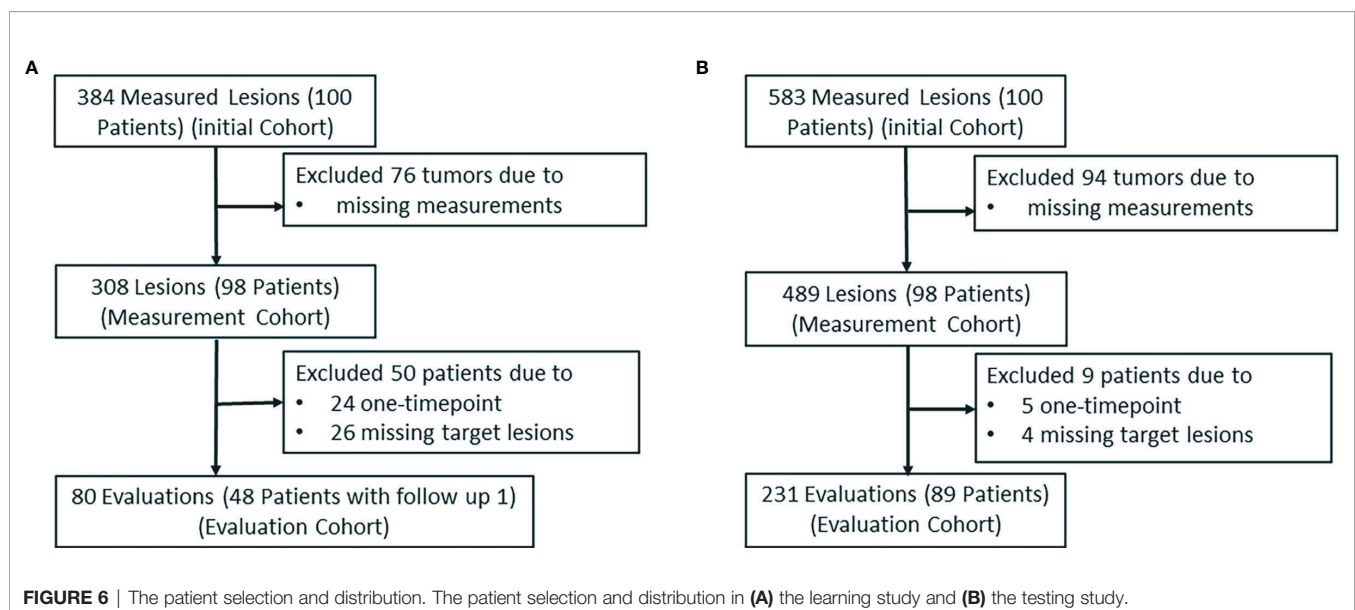 A
384 Measured Lesions (100
Patients) (initial Cohort)
Excluded 76 tumors due to
• missing measurements
308 Lesions (98 Patients)
(Measurement Cohort)
Excluded 50 patients due to
• 24 one-timepoint
• 26 missing target lesions
80 Evaluations (48 Patients with follow up 1)
(Evaluation Cohort)
B
583 Measured Lesions (100
Patients) (initial Cohort)
Excluded 94 tumors due to
• missing measurements
489 Lesions (98 Patients)
(Measurement Cohort)
Excluded 9 patients due to
• 5 one-timepoint
• 4 missing target lesions
231 Evaluations (89 Patients)
(Evaluation Cohort)
FIGURE 6 | The patient selection and distribution. The patient selection and distribution in (A) the learning study and (B) the testing study.